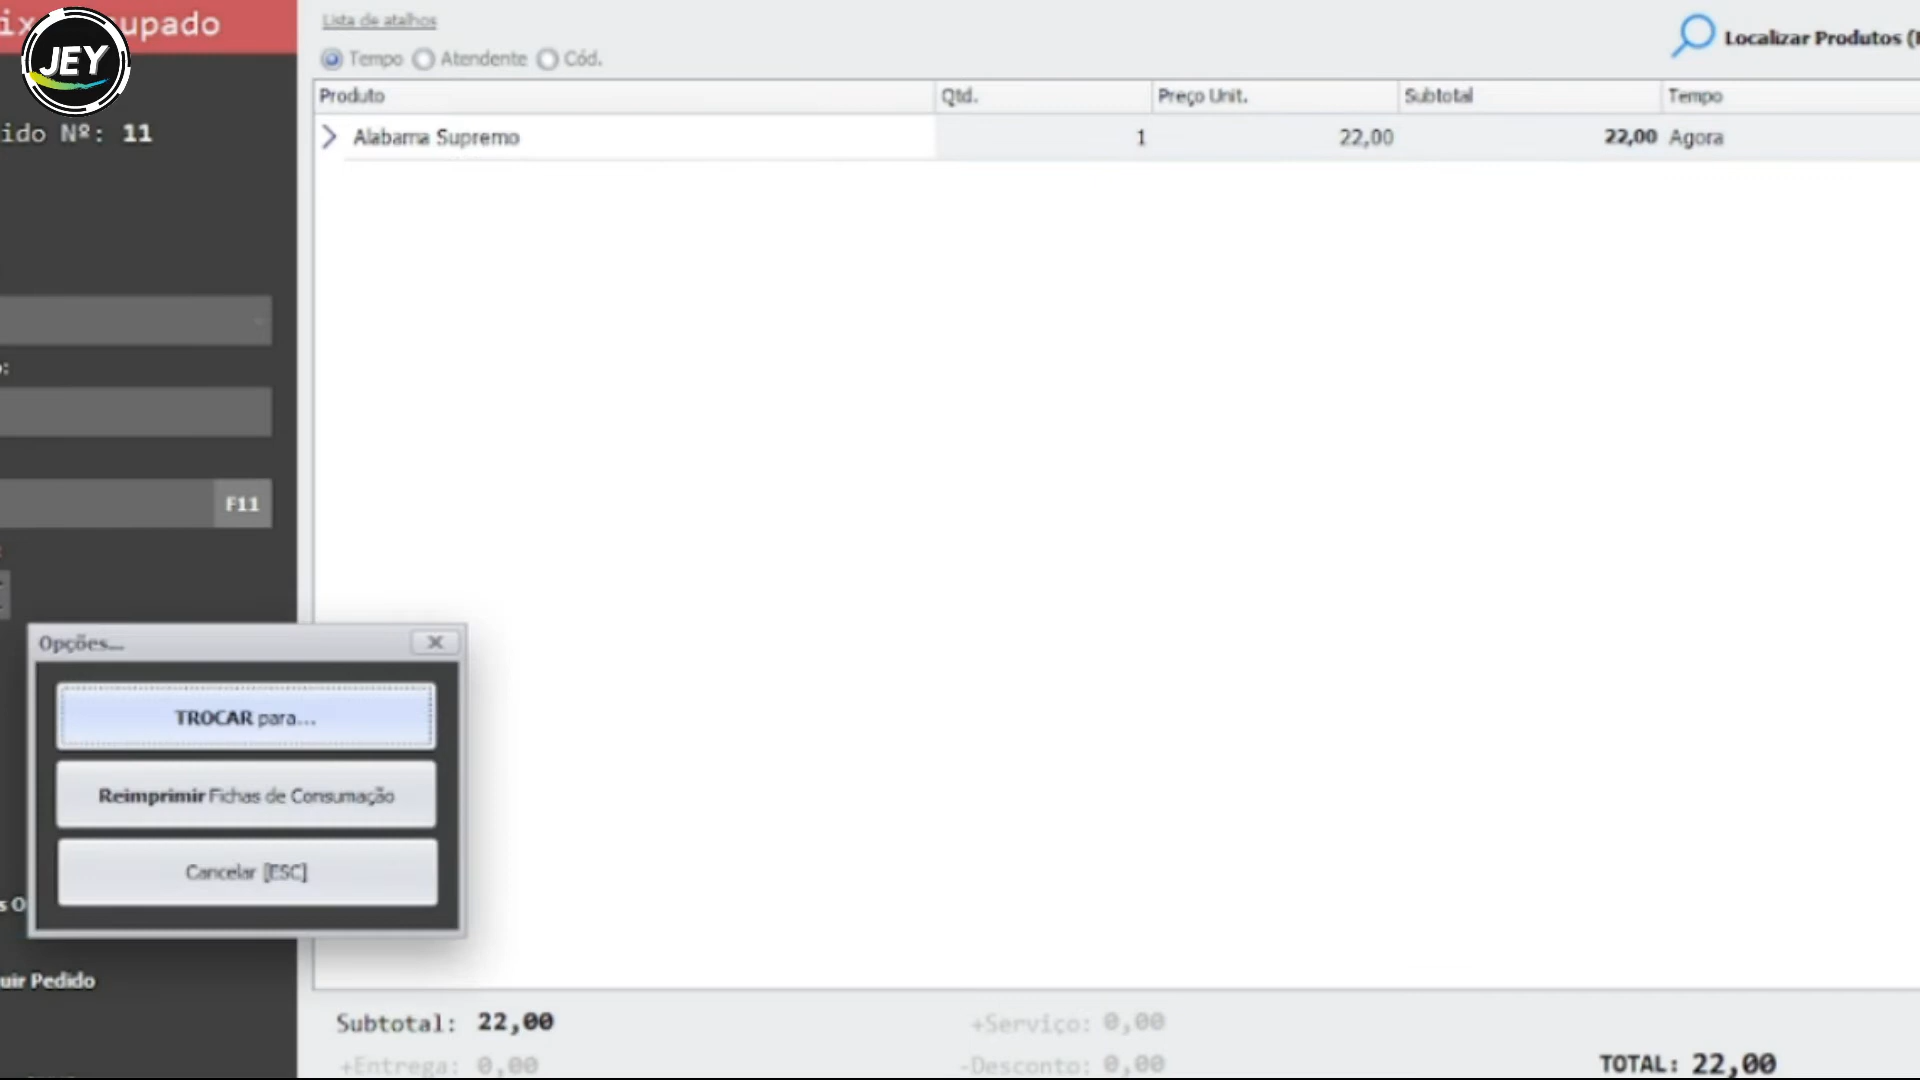 upado
JEY
ido Nº: 11
Lista de atalhos
Tempo Atendente Cód.
Localizar Produtos (
Produto Qtd. Preço Unit. Subtotal Tempo
Alabama Supremo 1 22,00 22,00 Agora
F11
Opções...
TROCAR para...
Reimprimir Fichas de Consumação
Cancelar [ESC]
s O
uir Pedido
Subtotal: 22,00 +Serviço: 0,00
+Entrega: 0,00 -Desconto: 0,00 TOTAL: 22,00